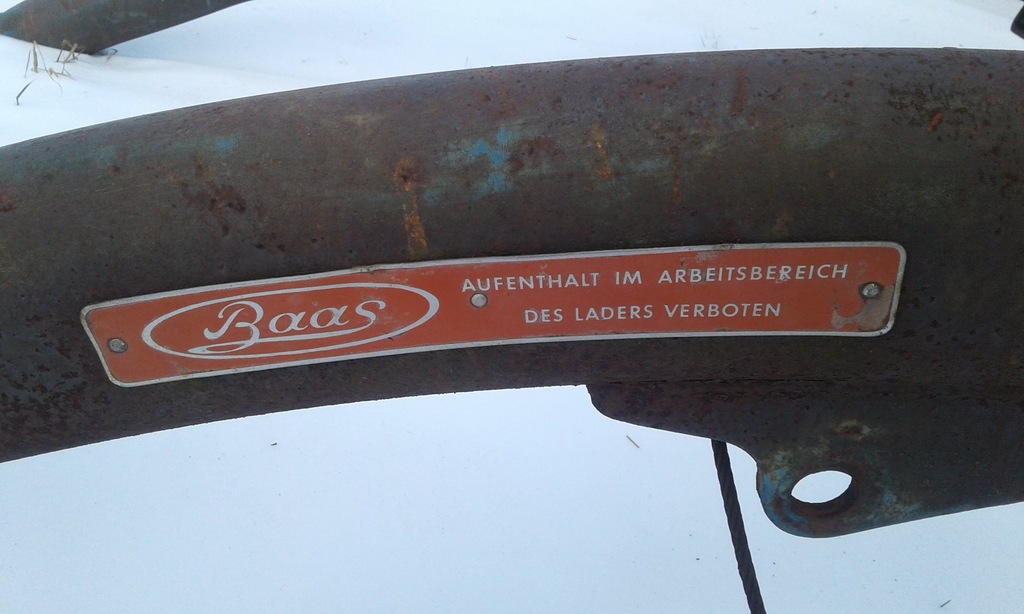 Baas
AUFENTHALT IM ARBEITSBEREICH
DES LADERS VERBOTEN